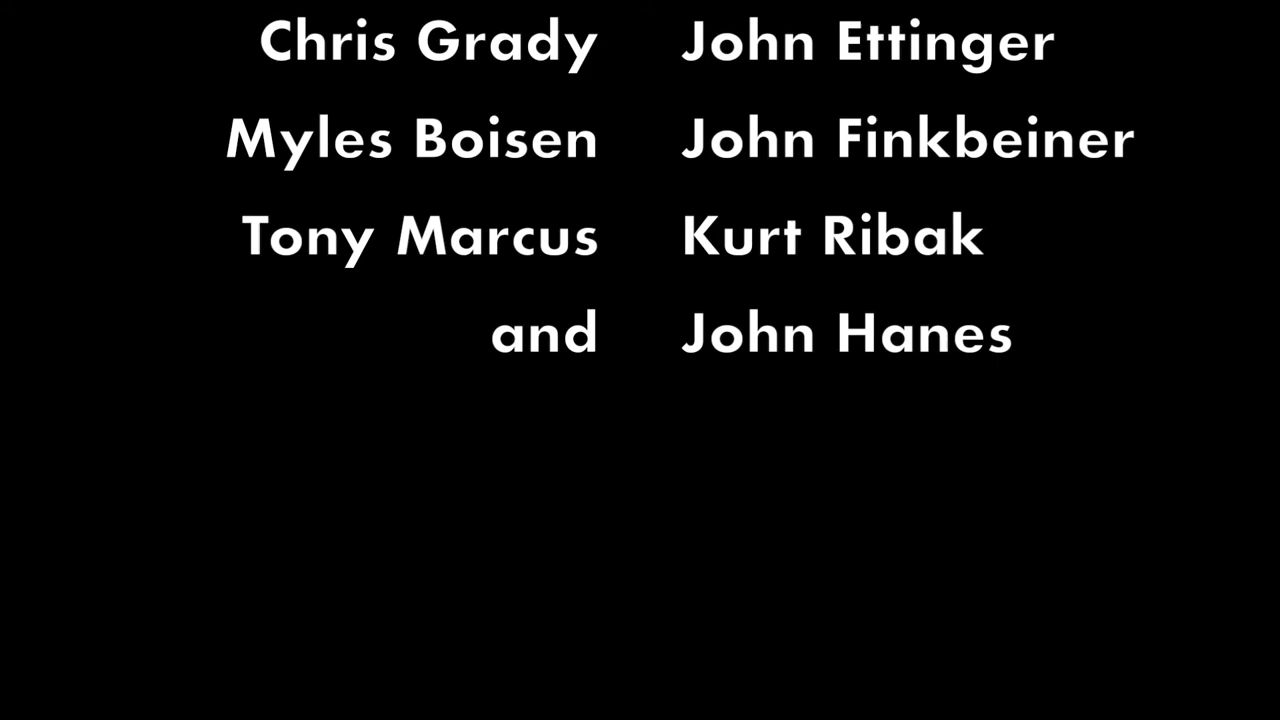 Chris Grady John Ettinger
Myles Boisen John Finkbeiner
Tony Marcus Kurt Ribak
and John Hanes